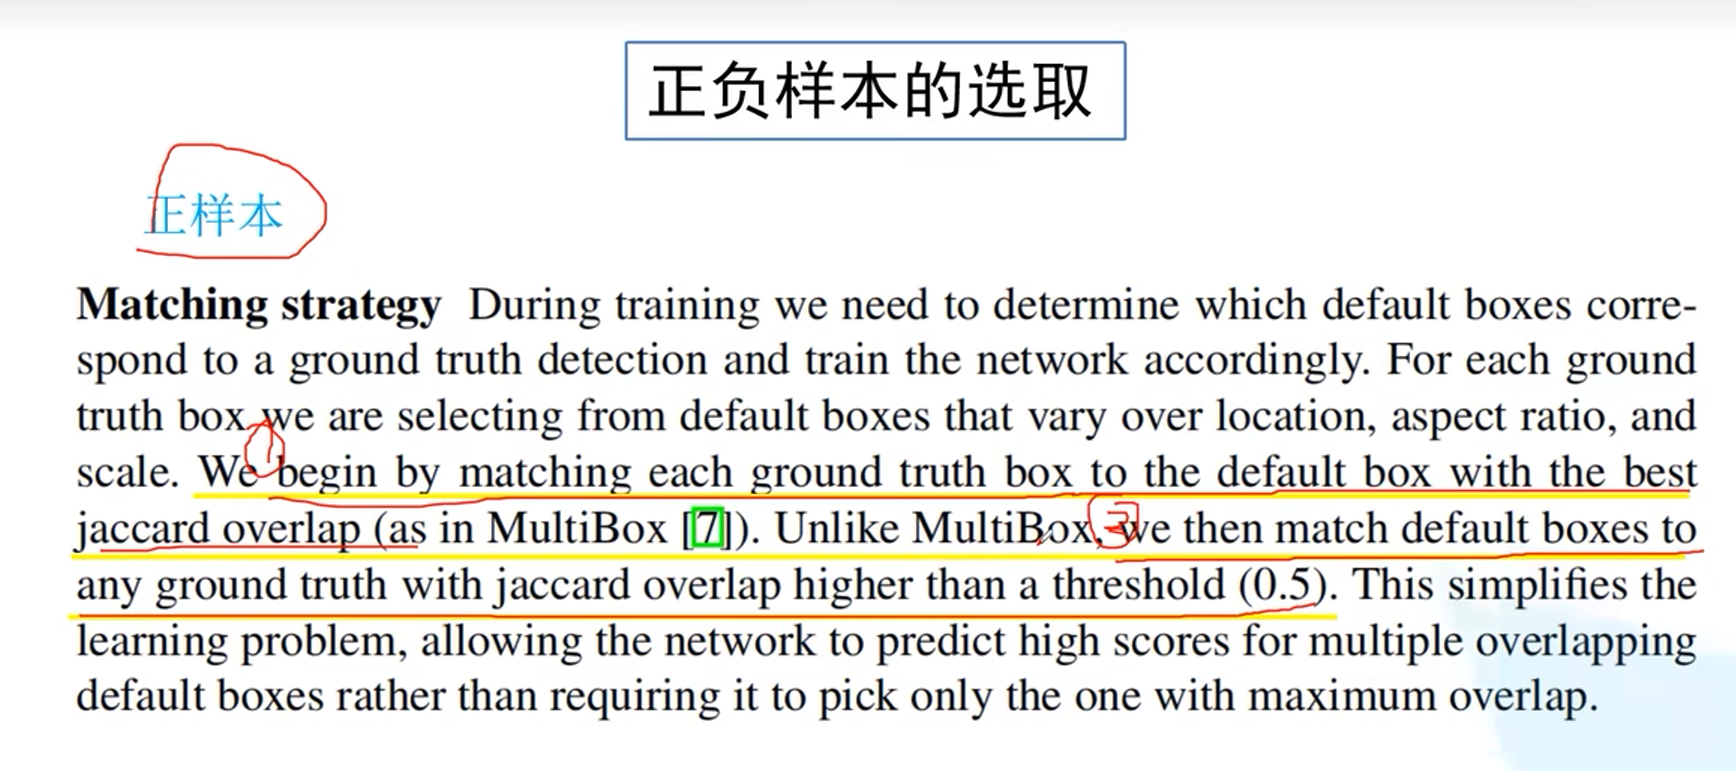 正负样本的选取
正样本
Matching strategy During training we need to determine which default boxes corre-
spond to a ground truth detection and train the network accordingly. For each ground
truth box we are selecting from default boxes that vary over location, aspect ratio, and
scale. We begin by matching each ground truth box to the default box with the best
jaccard overlap (as in MultiBox [7]). Unlike MultiBox, we then match default boxes to
any ground truth with jaccard overlap higher than a threshold (0.5). This simplifies the
learning problem, allowing the network to predict high scores for multiple overlapping
default boxes rather than requiring it to pick only the one with maximum overlap.